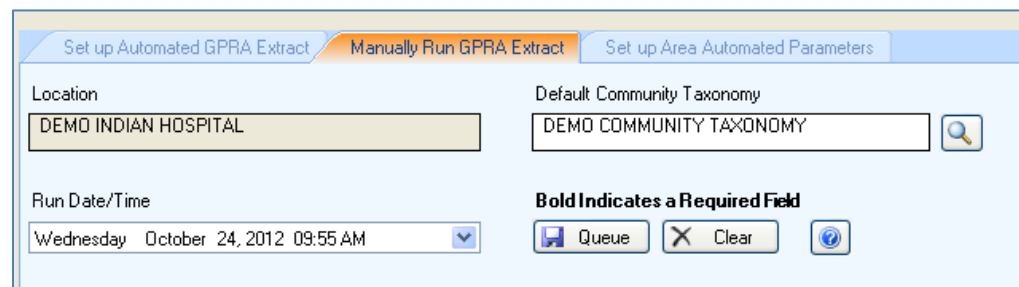 Set up Automated GPRA Extract
Manually Run GPRA Extract
Set up Area Automated Parameters
Location
Default Community Taxonomy
DEMO INDIAN HOSPITAL
DEMO COMMUNITY TAXONOMY
Run Date/Time
Bold Indicates a Required Field
Wednesday October 24, 2012 09:55 AM
Queue
Clear
?